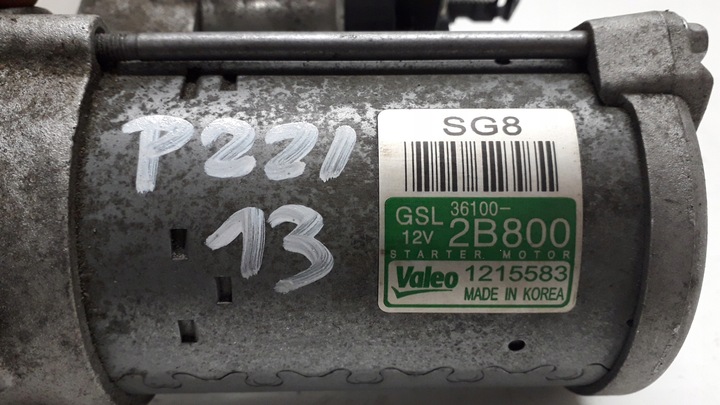 P221
13
SG8
GSL 36100-
12V 2B800
STARTER MOTOR
Valeo 1215583
MADE IN KOREA